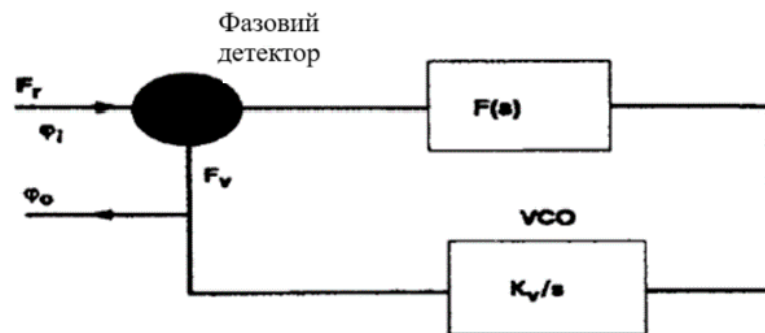 Фазовий
детектор
Fr
φi
F(s)
Fv
φo
VCO
Kv/s